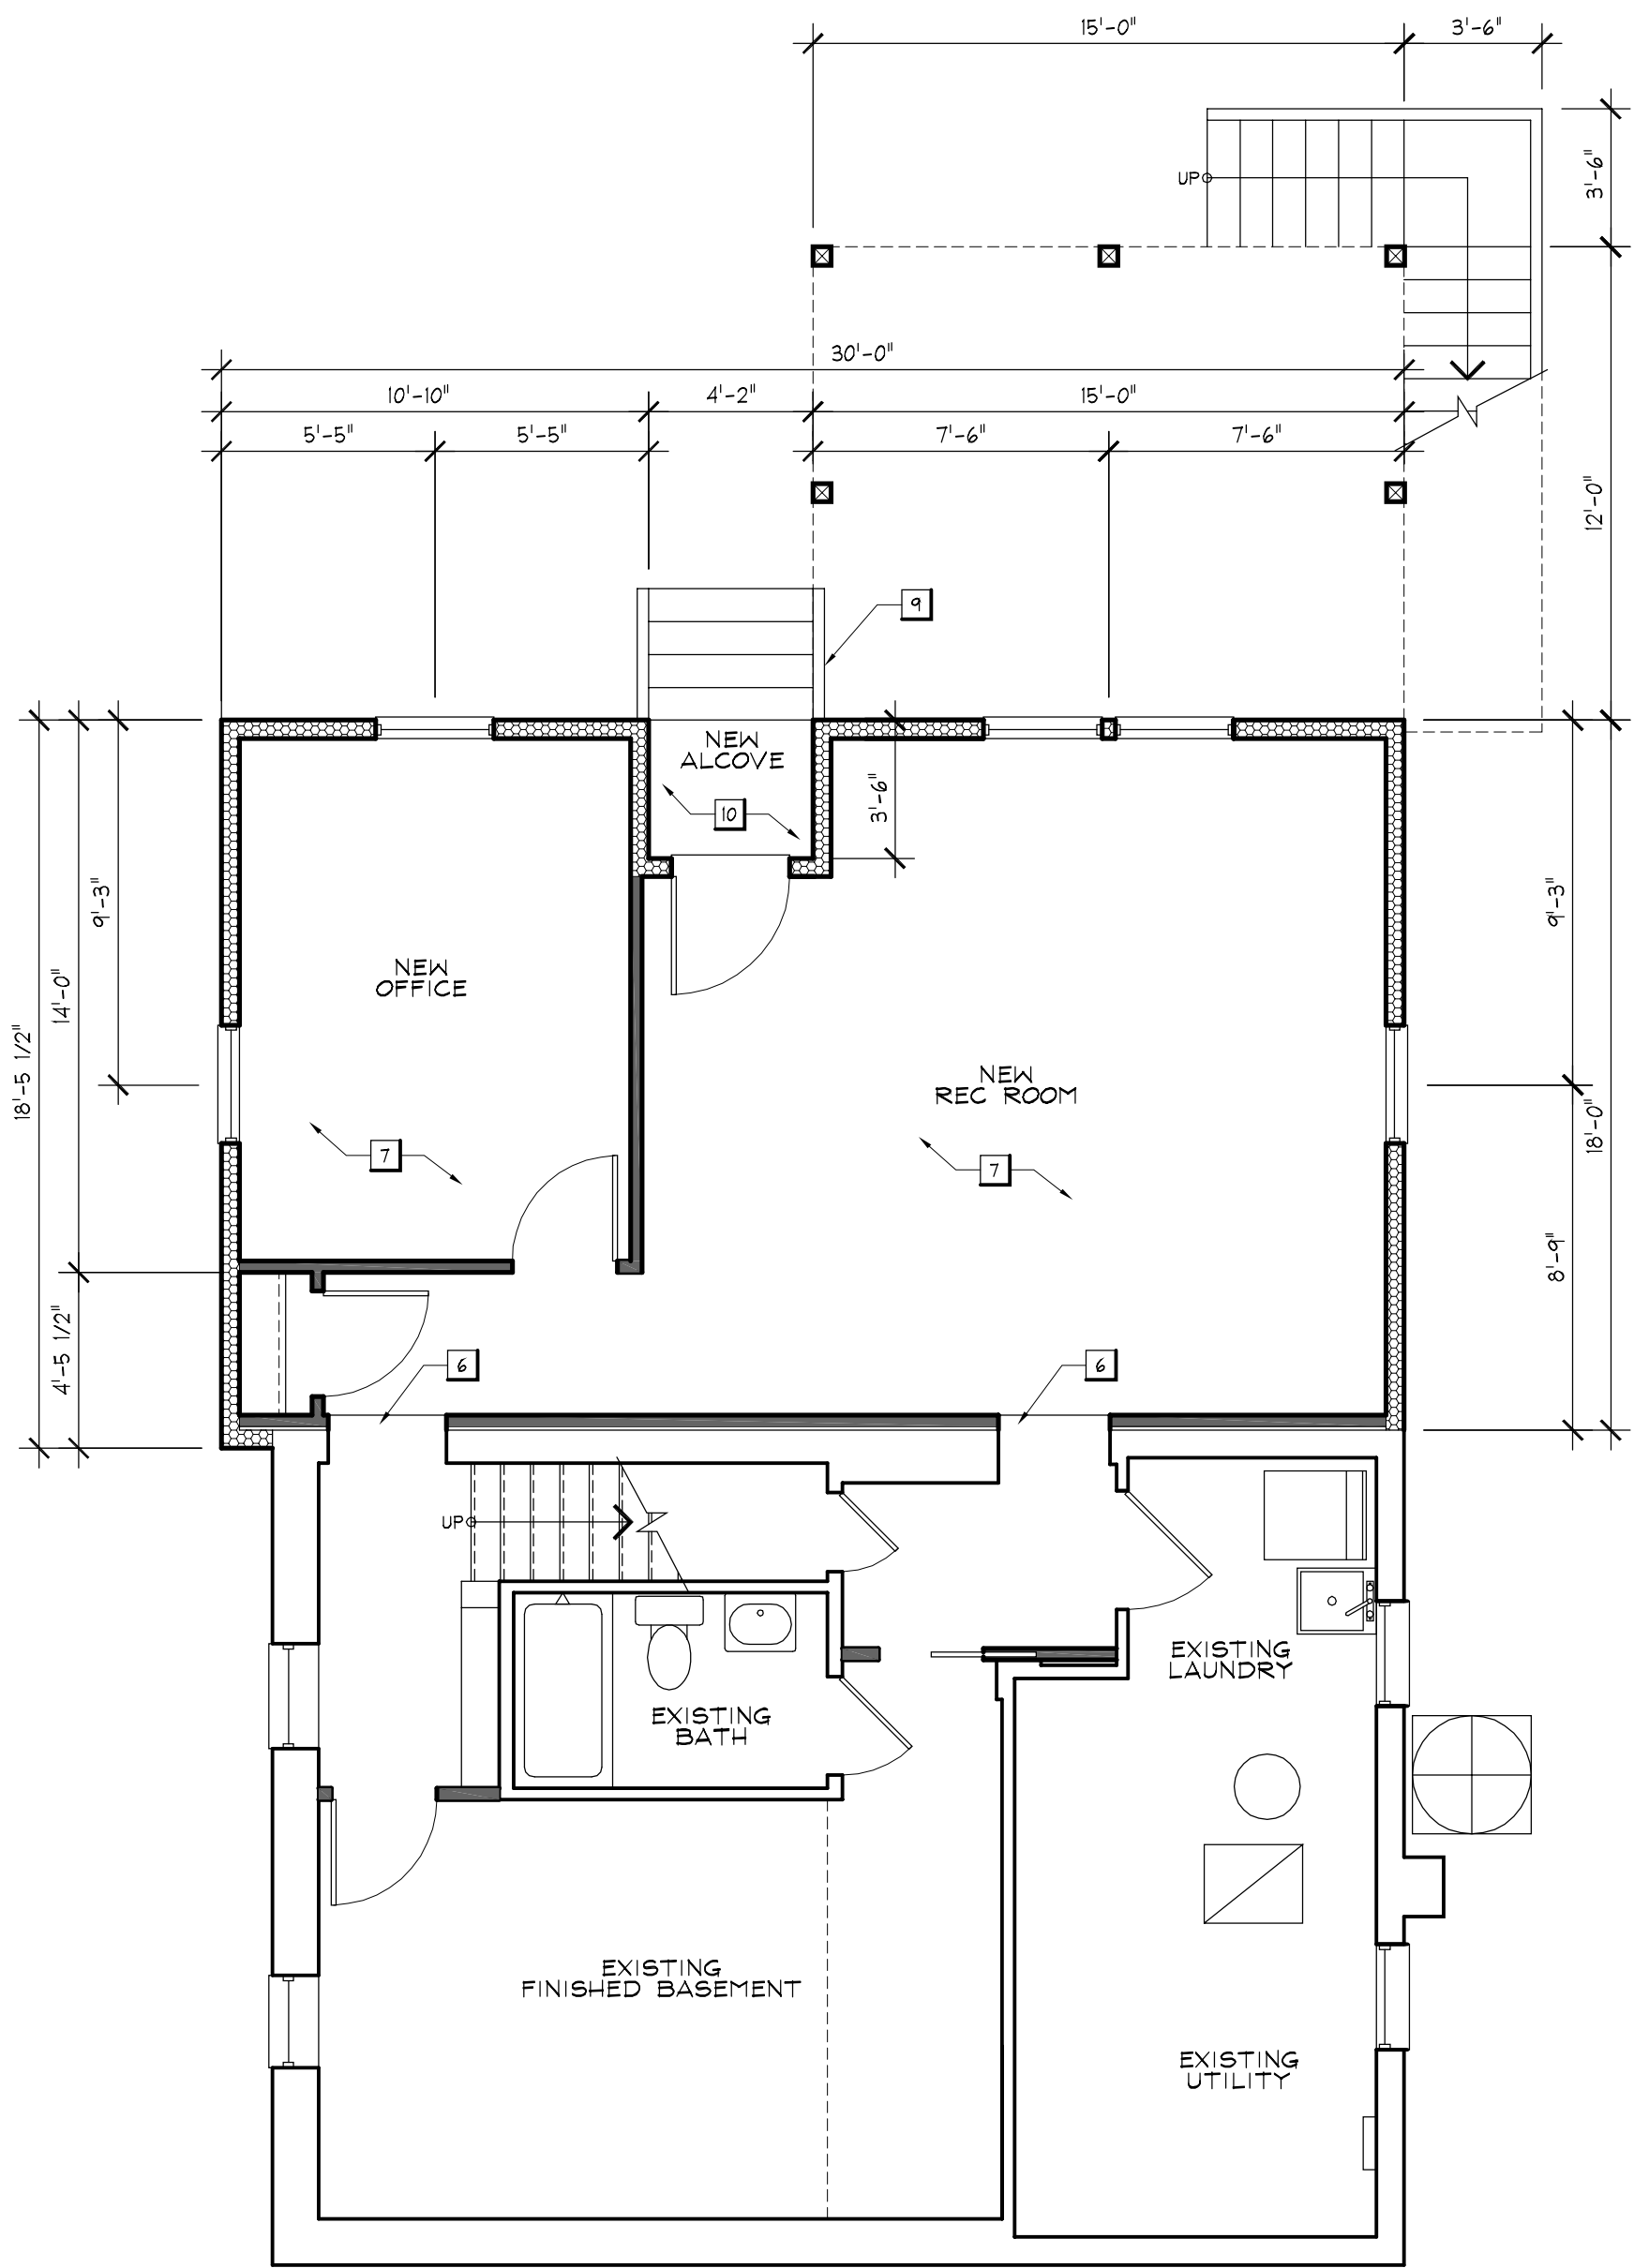 15'-0"
3'-6"
3'-6"
UP
30'-0"
10'-10"
4'-2"
15'-0"
5'-5"
5'-5"
7'-6"
7'-6"
12'-0"
9
NEW
ALCOVE
10
3'-6"
9'-3"
9'-3"
NEW
OFFICE
14'-0"
18'-5 1/2"
NEW
REC ROOM
18'-0"
7
7
8'-9"
4'-5 1/2"
6
6
UP
EXISTING
LAUNDRY
EXISTING
BATH
EXISTING
FINISHED BASEMENT
EXISTING
UTILITY